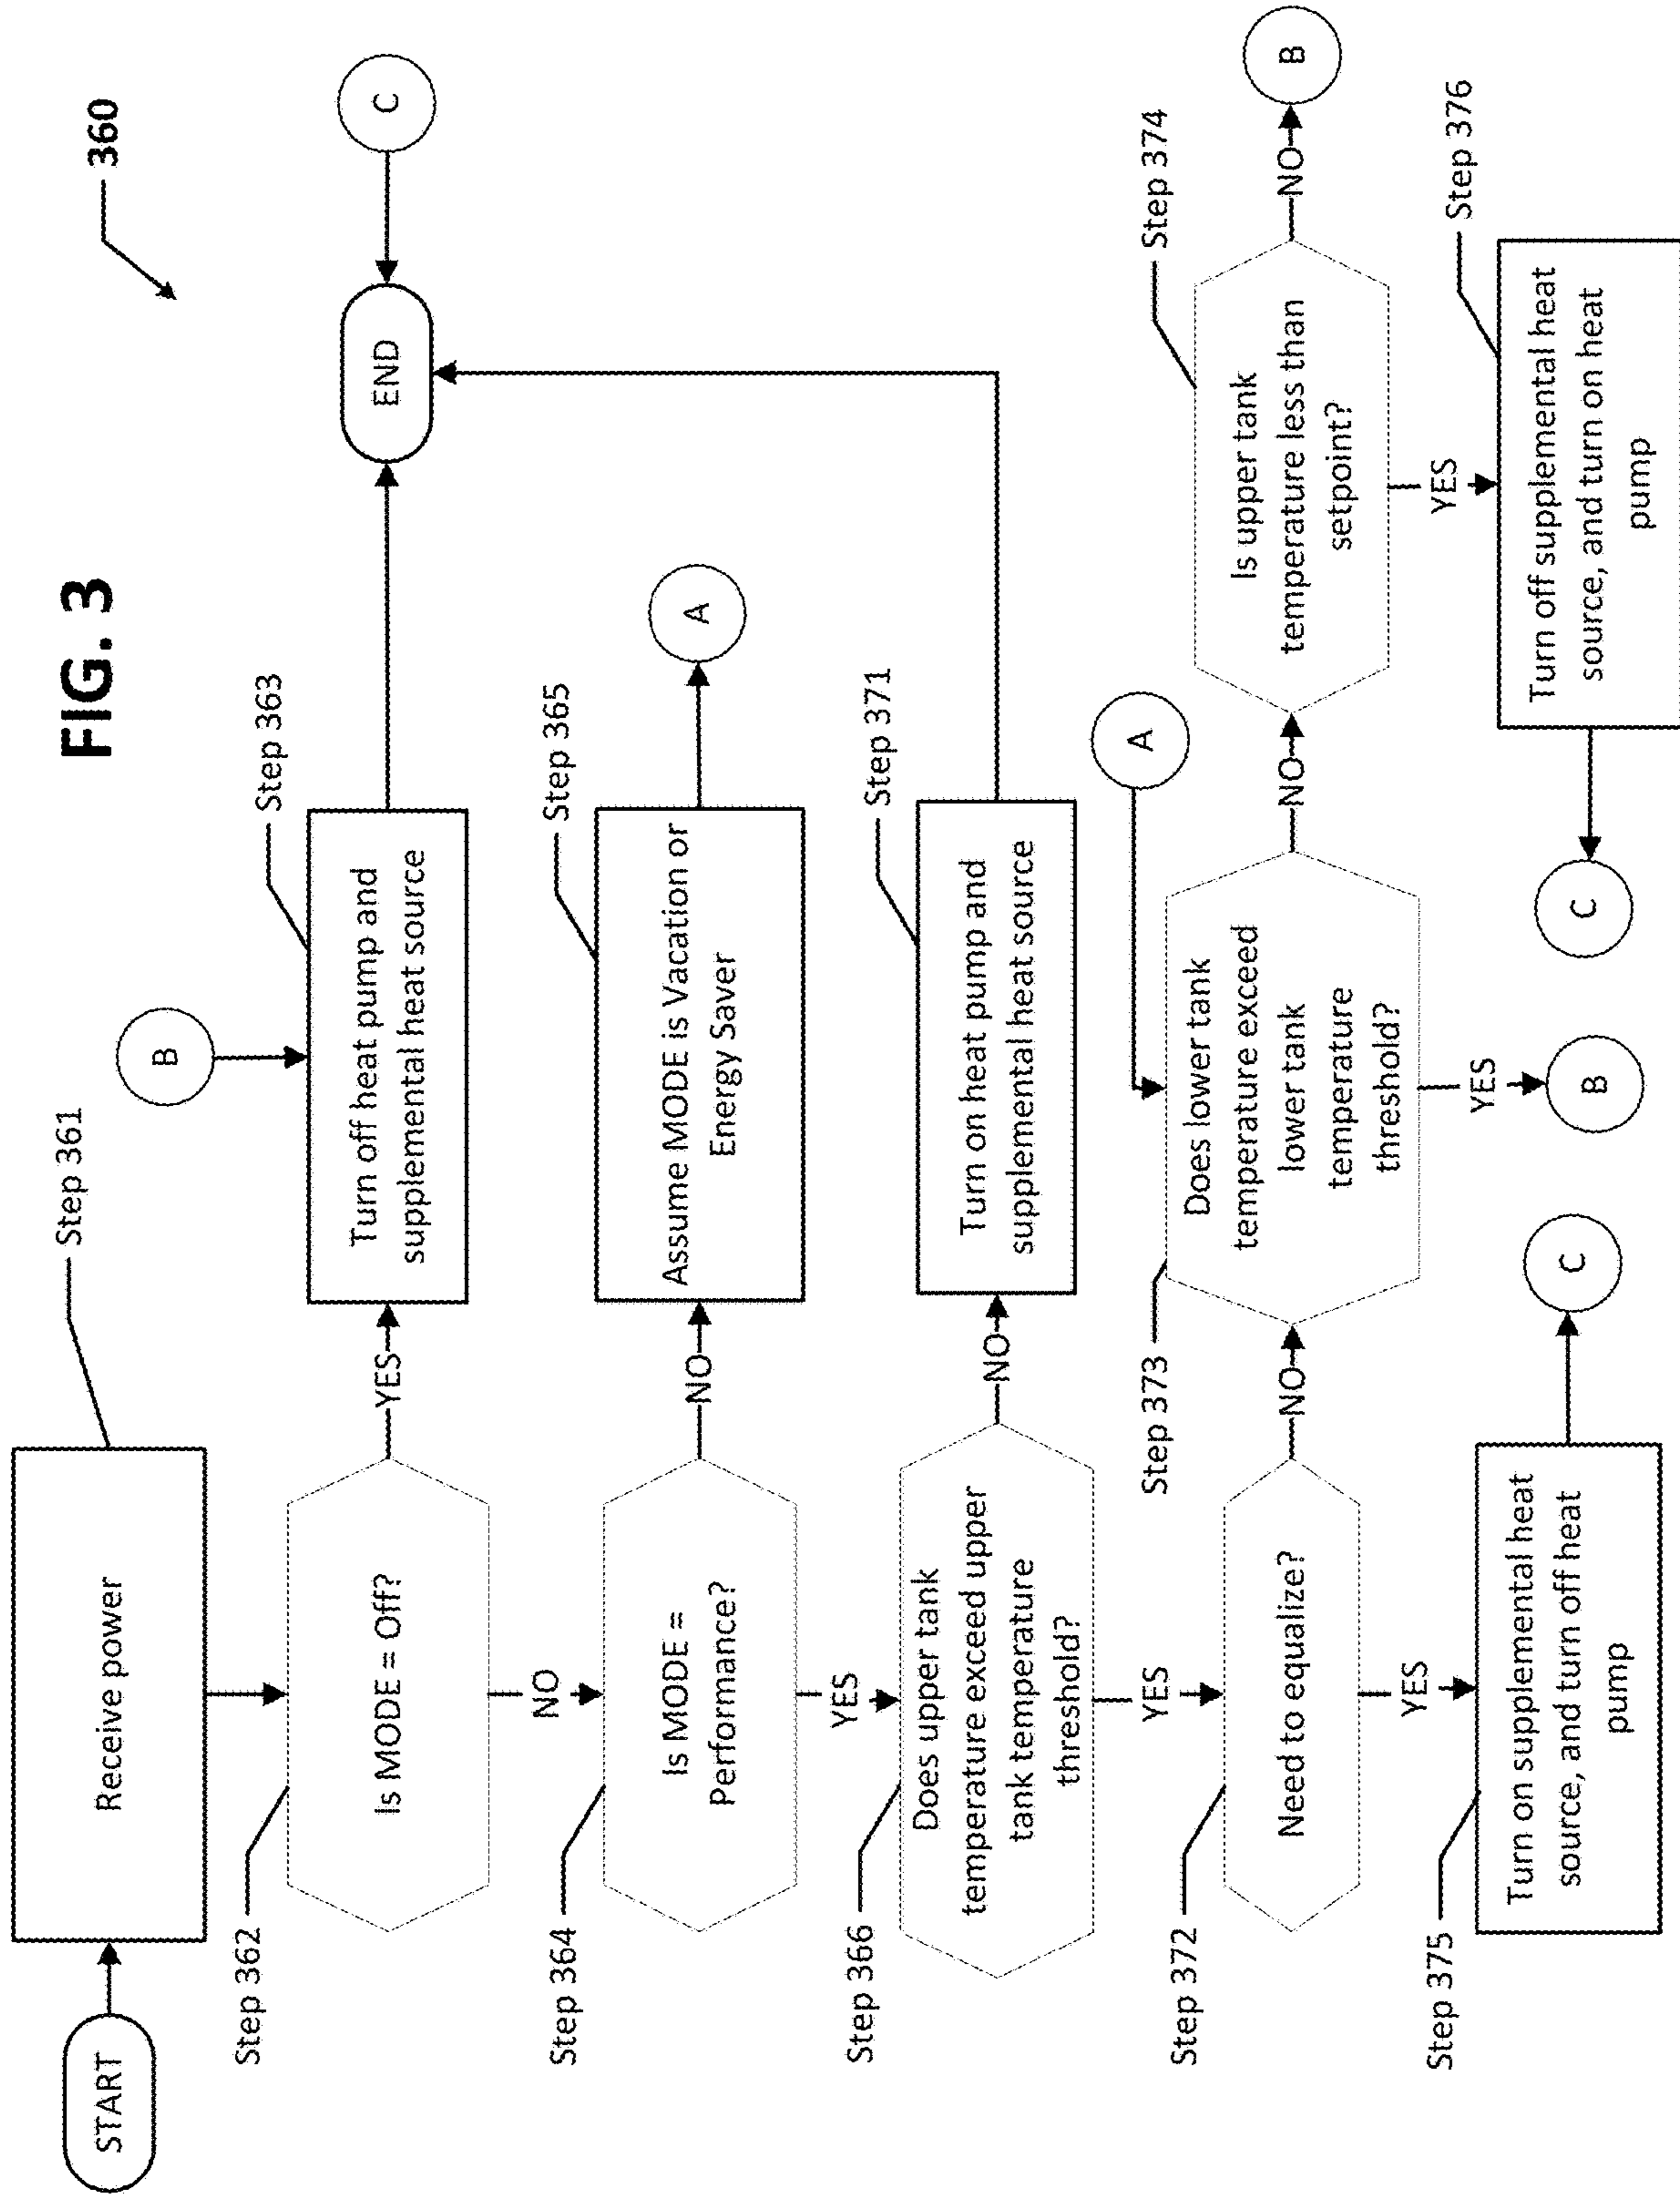 FIG. 3
360
START
Receive power
Step 361
Step 362
Is MODE = Off?
YES
NO
B
Step 363
Turn off heat pump and
supplemental heat source
END
C
Step 364
Is MODE =
Performance?
NO
YES
Step 365
Assume MODE is Vacation or
Energy Saver
A
Step 366
Does upper tank
temperature exceed upper
tank temperature
threshold?
NO
YES
Step 371
Turn on heat pump and
supplemental heat source
Step 372
Need to equalize?
NO
YES
A
Step 373
Does lower tank
temperature exceed
lower tank
temperature
threshold?
NO
YES
B
Step 374
Is upper tank
temperature less than
setpoint?
NO
B
YES
Step 375
Turn on supplemental heat
source, and turn off heat
pump
C
Step 376
Turn off supplemental heat
source, and turn on heat
pump
C